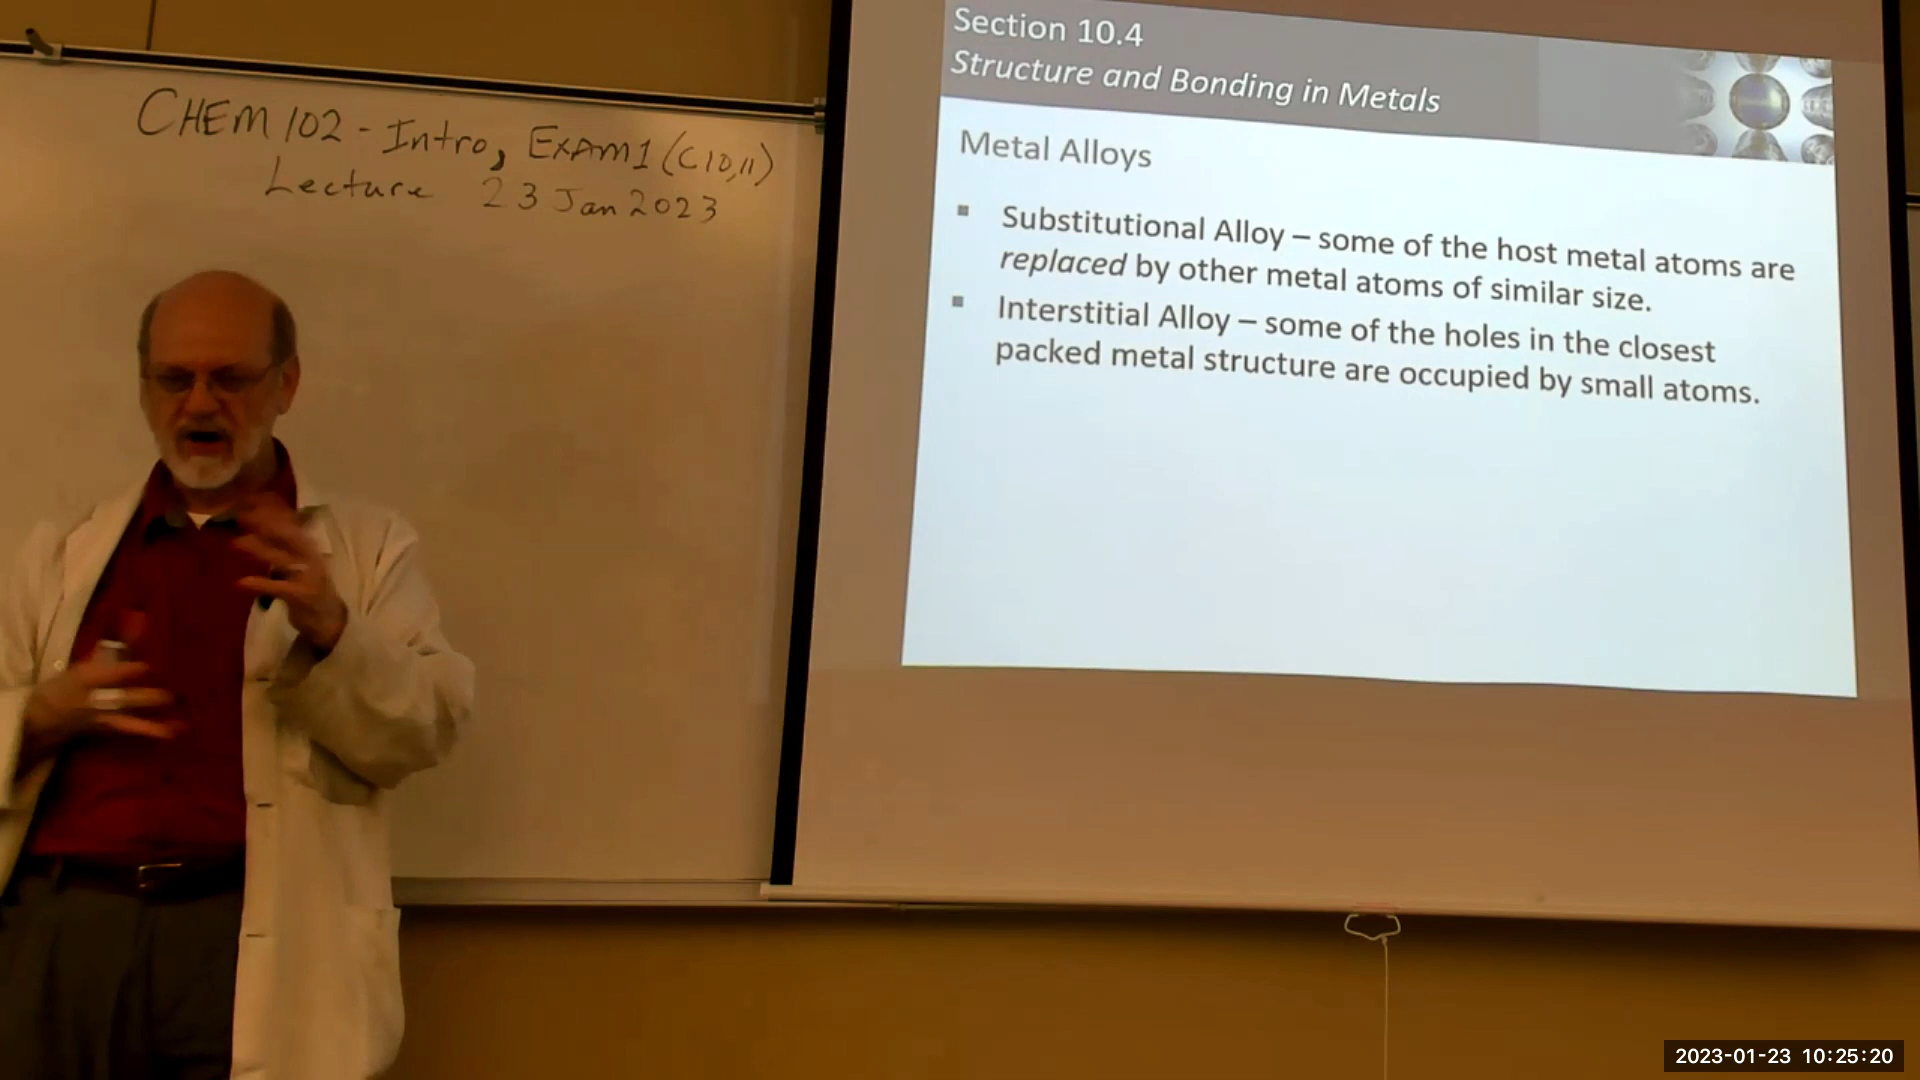 CHEM 102 - Intro, EXAM 1 (C10,11)
Lecture 23 Jan 2023
Section 10.4
Structure and Bonding in Metals
Metal Alloys
▪ Substitutional Alloy – some of the host metal atoms are
replaced by other metal atoms of similar size.
▪ Interstitial Alloy – some of the holes in the closest
packed metal structure are occupied by small atoms.
2023-01-23 10:25:20